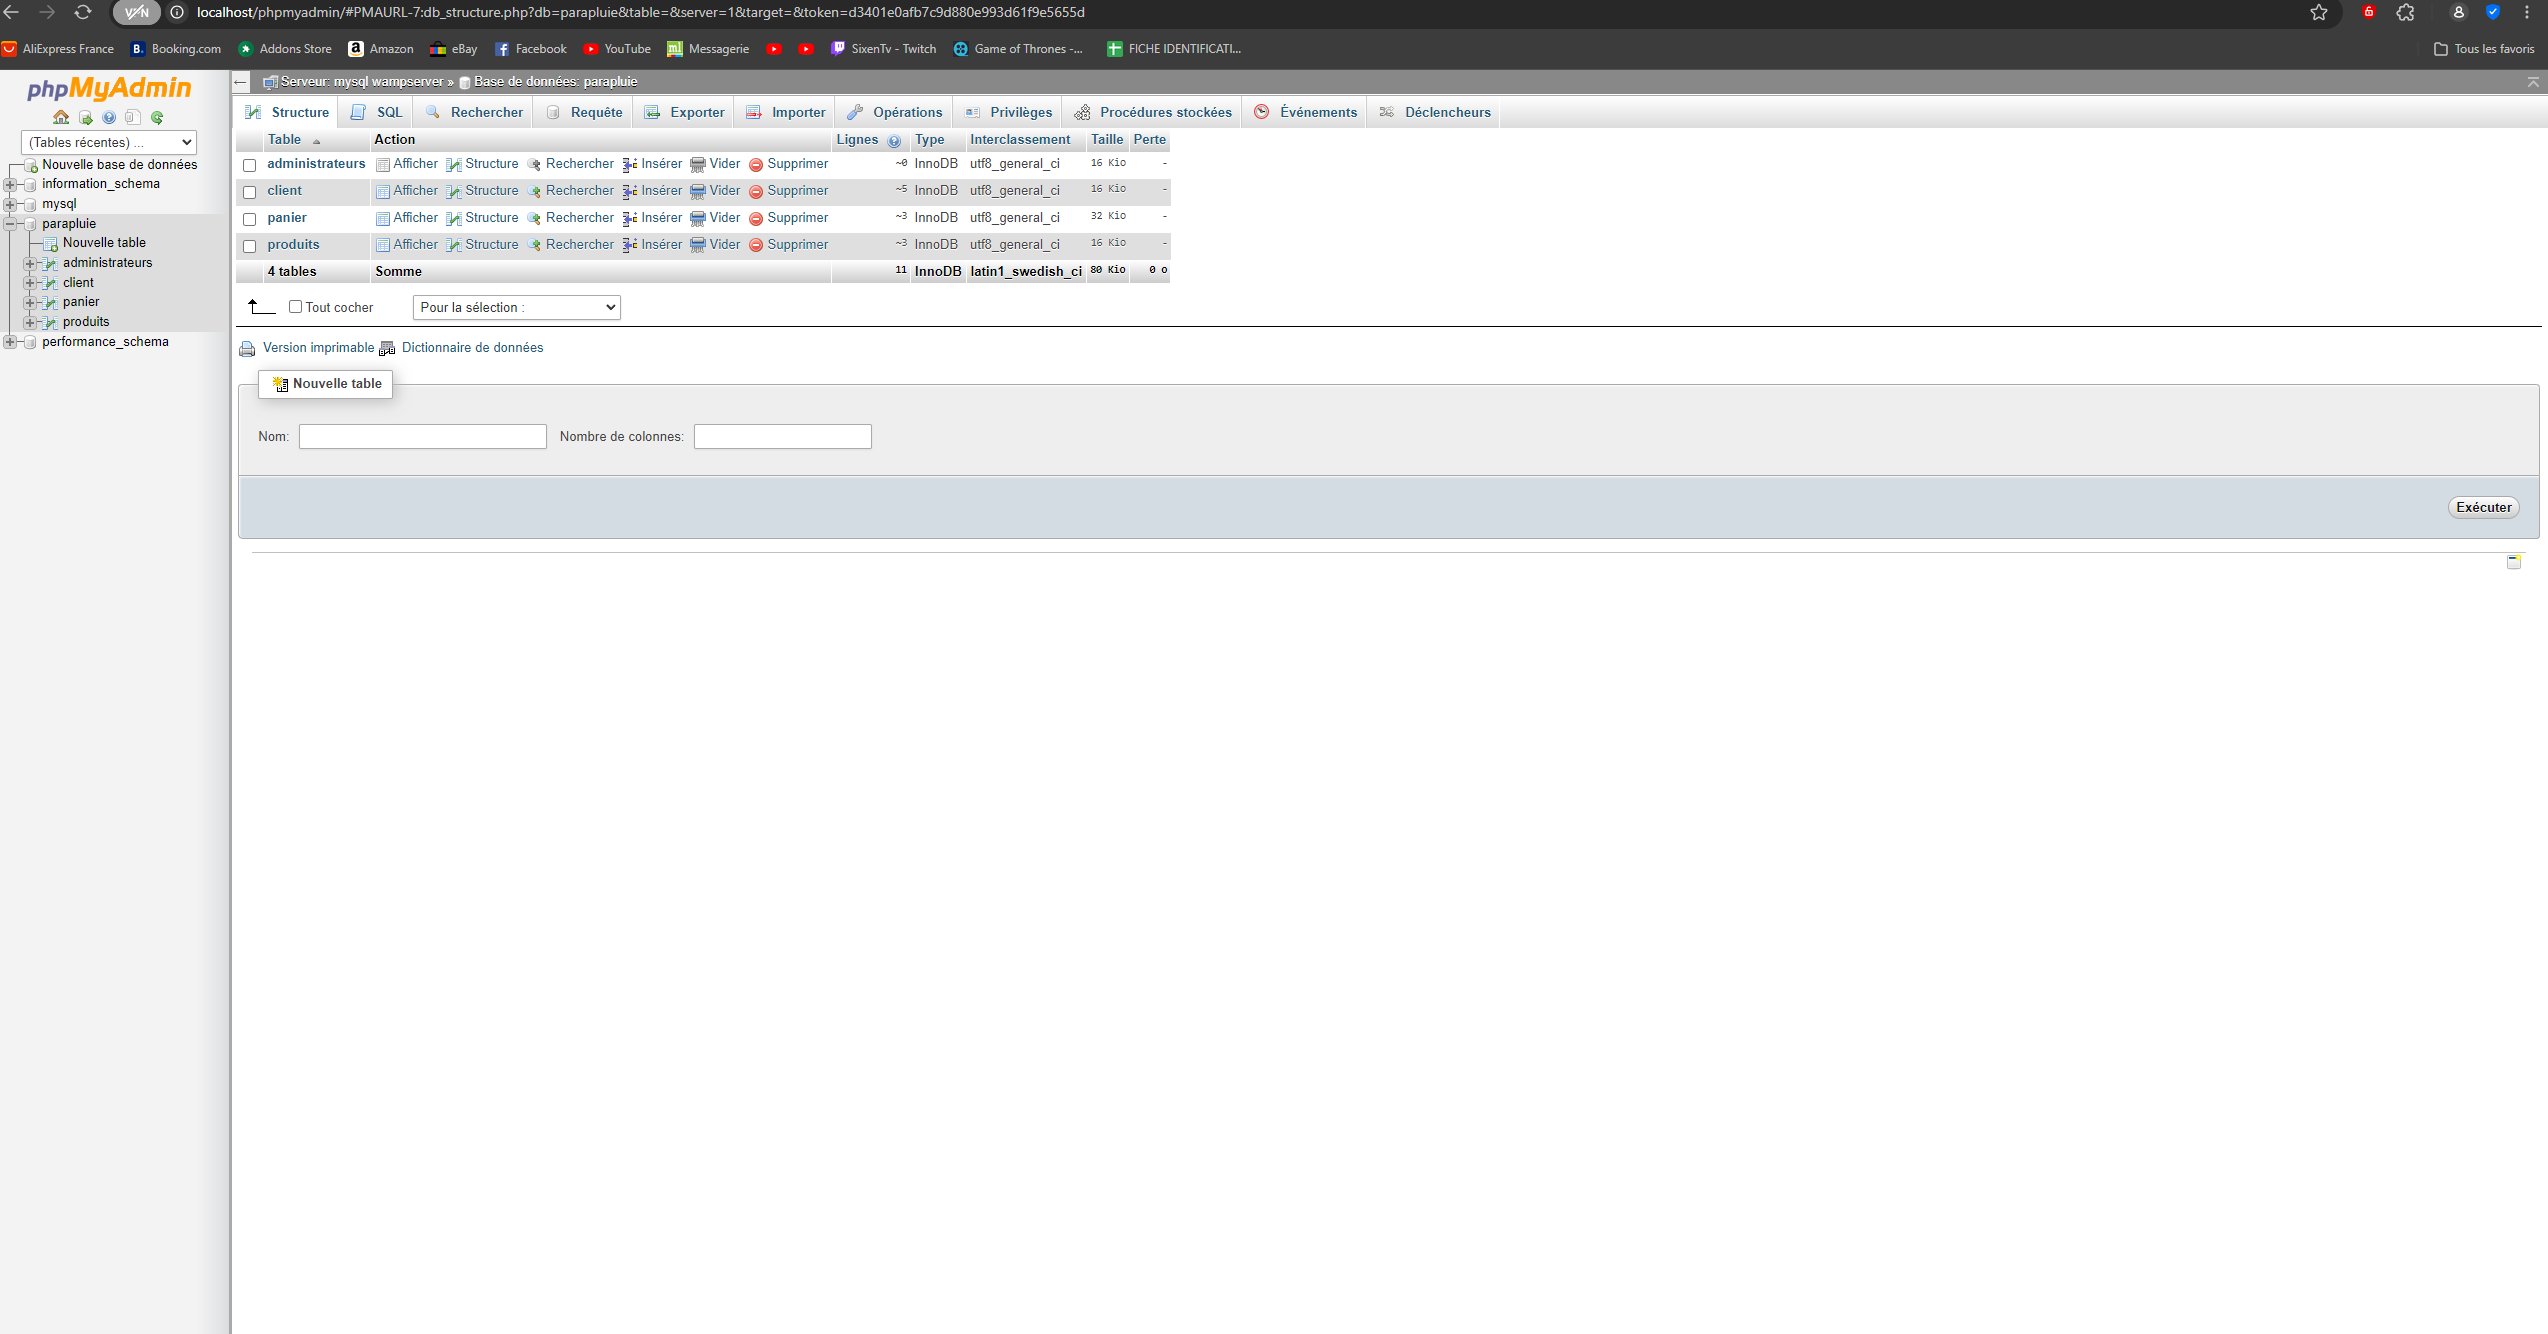 localhost/phpmyadmin/#PMAURL-7:db_structure.php?db=parapluie&table=&server=1&target=&token=d3401e0afb7c9d880e993d61f9e5655d
AliExpress France Booking.com Addons Store Amazon eBay Facebook YouTube Messagerie SixenTv - Twitch Game of Thrones -... FICHE IDENTIFICATI... Tous les favoris
phpMyAdmin
(Tables récentes) ...
Nouvelle base de données
information_schema
mysql
parapluie
Nouvelle table
administrateurs
client
panier
produits
performance_schema
Serveur: mysql wampserver » Base de données: parapluie
Structure SQL Rechercher Requête Exporter Importer Opérations Privilèges Procédures stockées Événements Déclencheurs
Table Action Lignes Type Interclassement Taille Perte
administrateurs Afficher Structure Rechercher Insérer Vider Supprimer ~0 InnoDB utf8_general_ci 16 Kio -
client Afficher Structure Rechercher Insérer Vider Supprimer ~5 InnoDB utf8_general_ci 16 Kio -
panier Afficher Structure Rechercher Insérer Vider Supprimer ~3 InnoDB utf8_general_ci 32 Kio -
produits Afficher Structure Rechercher Insérer Vider Supprimer ~3 InnoDB utf8_general_ci 16 Kio -
4 tables Somme 11 InnoDB latin1_swedish_ci 80 Kio 0 o
Tout cocher Pour la sélection :
Version imprimable Dictionnaire de données
Nouvelle table
Nom: Nombre de colonnes:
Exécuter